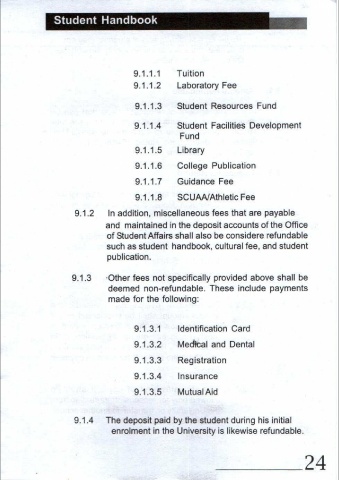 Student Handbook
9.1.1.1 Tuition
9.1.1.2 Laboratory Fee
9.1.1.3 Student Resources Fund
9.1.1.4 Student Facilities Development
Fund
9.1.1.5 Library
9.1.1.6 College Publication
9.1.1.7 Guidance Fee
9.1.1.8 SCUAA/Athletic Fee
9.1.2 In addition, miscellaneous fees that are payable
and maintained in the deposit accounts of the Office
of Student Affairs shall also be considere refundable
such as student handbook, cultural fee, and student
publication.
9.1.3 Other fees not specifically provided above shall be
deemed non-refundable. These include payments
made for the following:
9.1.3.1 Identification Card
9.1.3.2 Medical and Dental
9.1.3.3 Registration
9.1.3.4 Insurance
9.1.3.5 Mutual Aid
9.1.4 The deposit paid by the student during his initial
enrolment in the University is likewise refundable.
24